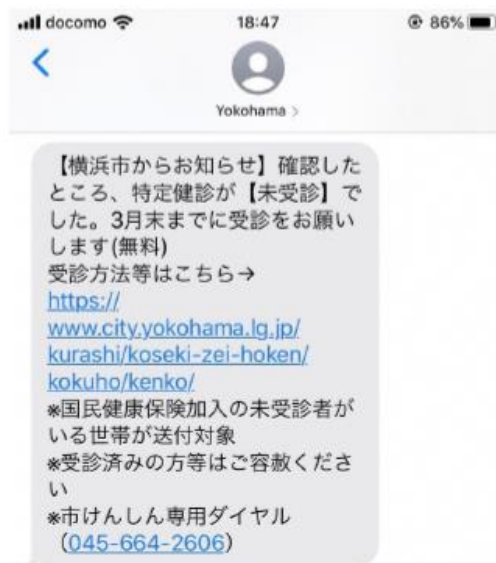 docomo 18:47 86%
Yokohama >
【横浜市からお知らせ】確認した
ところ、特定健診が【未受診】で
した。3月末までに受診をお願い
します(無料)
受診方法等はこちら→
https://
www.city.yokohama.lg.jp/
kurashi/koseki-zei-hoken/
kokuho/kenko/
※国民健康保険加入の未受診者が
いる世帯が送付対象
※受診済みの方等はご容赦くださ
い
※市けんしん専用ダイヤル
（045-664-2606）